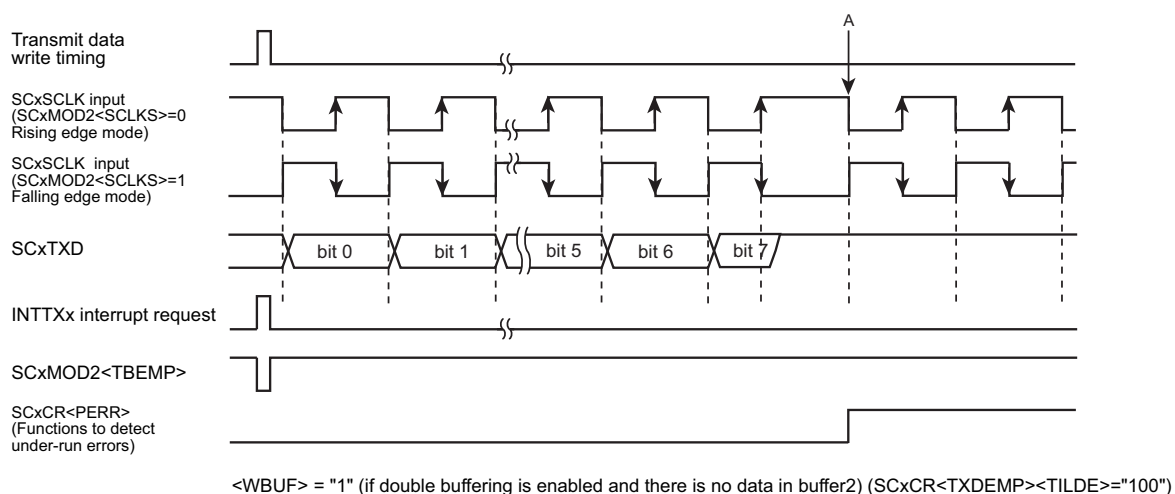 A
Transmit data
write timing
SCxSCLK input
(SCxMOD2<SCLKS>=0
Rising edge mode)
SCxSCLK input
(SCxMOD2<SCLKS>=1
Falling edge mode)
SCxTXD
bit 0
bit 1
bit 5
bit 6
bit 7
INTTXx interrupt request
SCxMOD2<TBEMP>
SCxCR<PERR>
(Functions to detect
under-run errors)
<WBUF> = "1" (if double buffering is enabled and there is no data in buffer2) (SCxCR<TXDEMP><TILDE>="100")